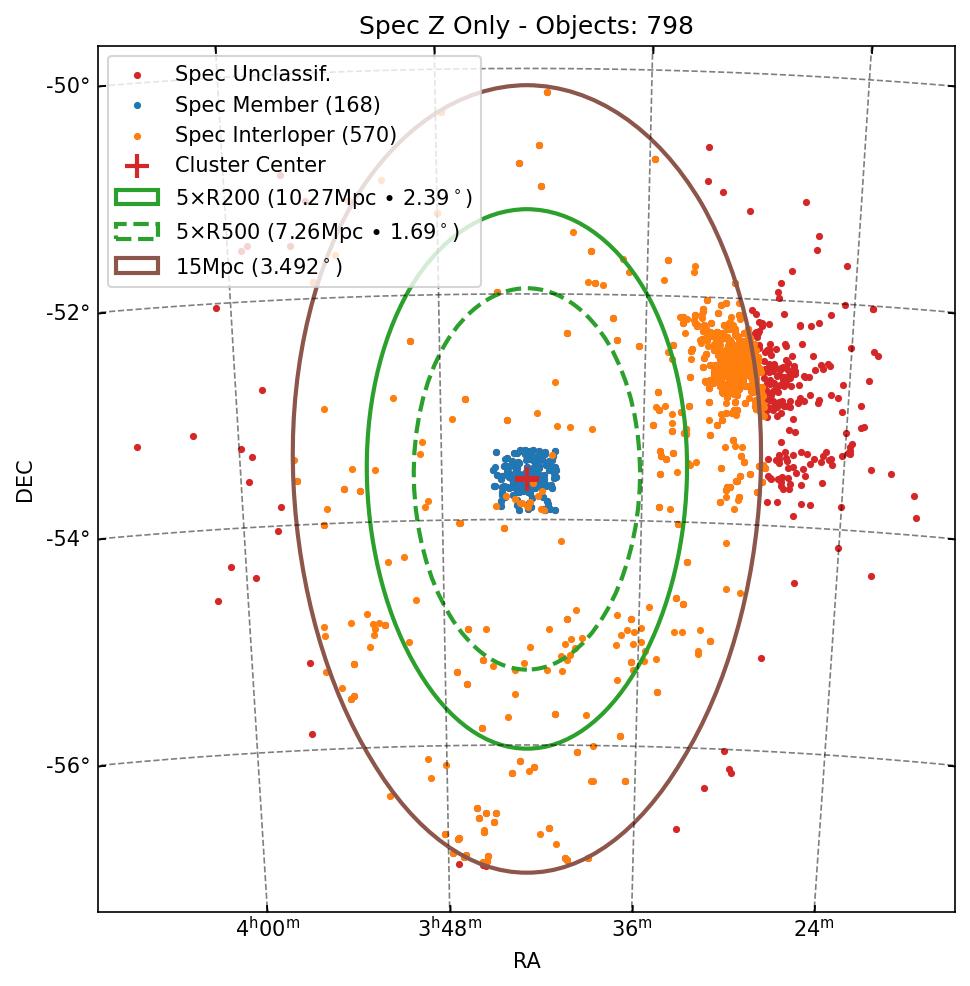 Spec Z Only - Objects: 798
Spec Unclassif.
Spec Member (168)
Spec Interloper (570)
Cluster Center
5×R200 (10.27Mpc • 2.39°)
5×R500 (7.26Mpc • 1.69°)
15Mpc (3.492°)
-50°
-52°
-54°
-56°
DEC
4ʰ00ᵐ 3ʰ48ᵐ 36ᵐ 24ᵐ
RA